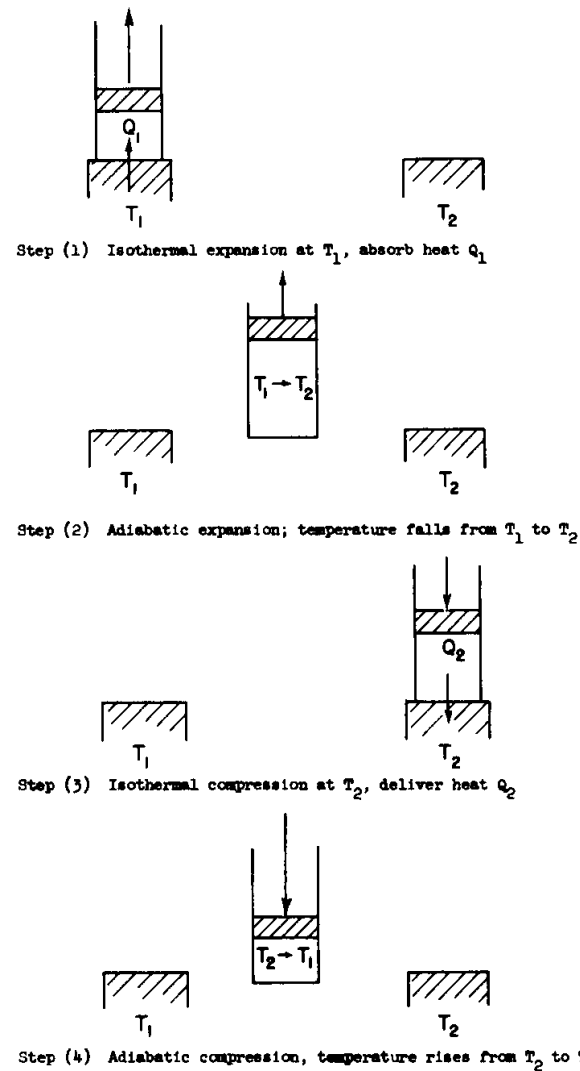 Q₁
T₁ T₂
Step (1) Isothermal expansion at T₁, absorb heat Q₁
T₁ → T₂
T₁ T₂
Step (2) Adiabatic expansion; temperature falls from T₁ to T₂
Q₂
T₁ T₂
Step (3) Isothermal compression at T₂, deliver heat Q₂
T₂ → T₁
T₁ T₂
Step (4) Adiabatic compression, temperature rises from T₂ to